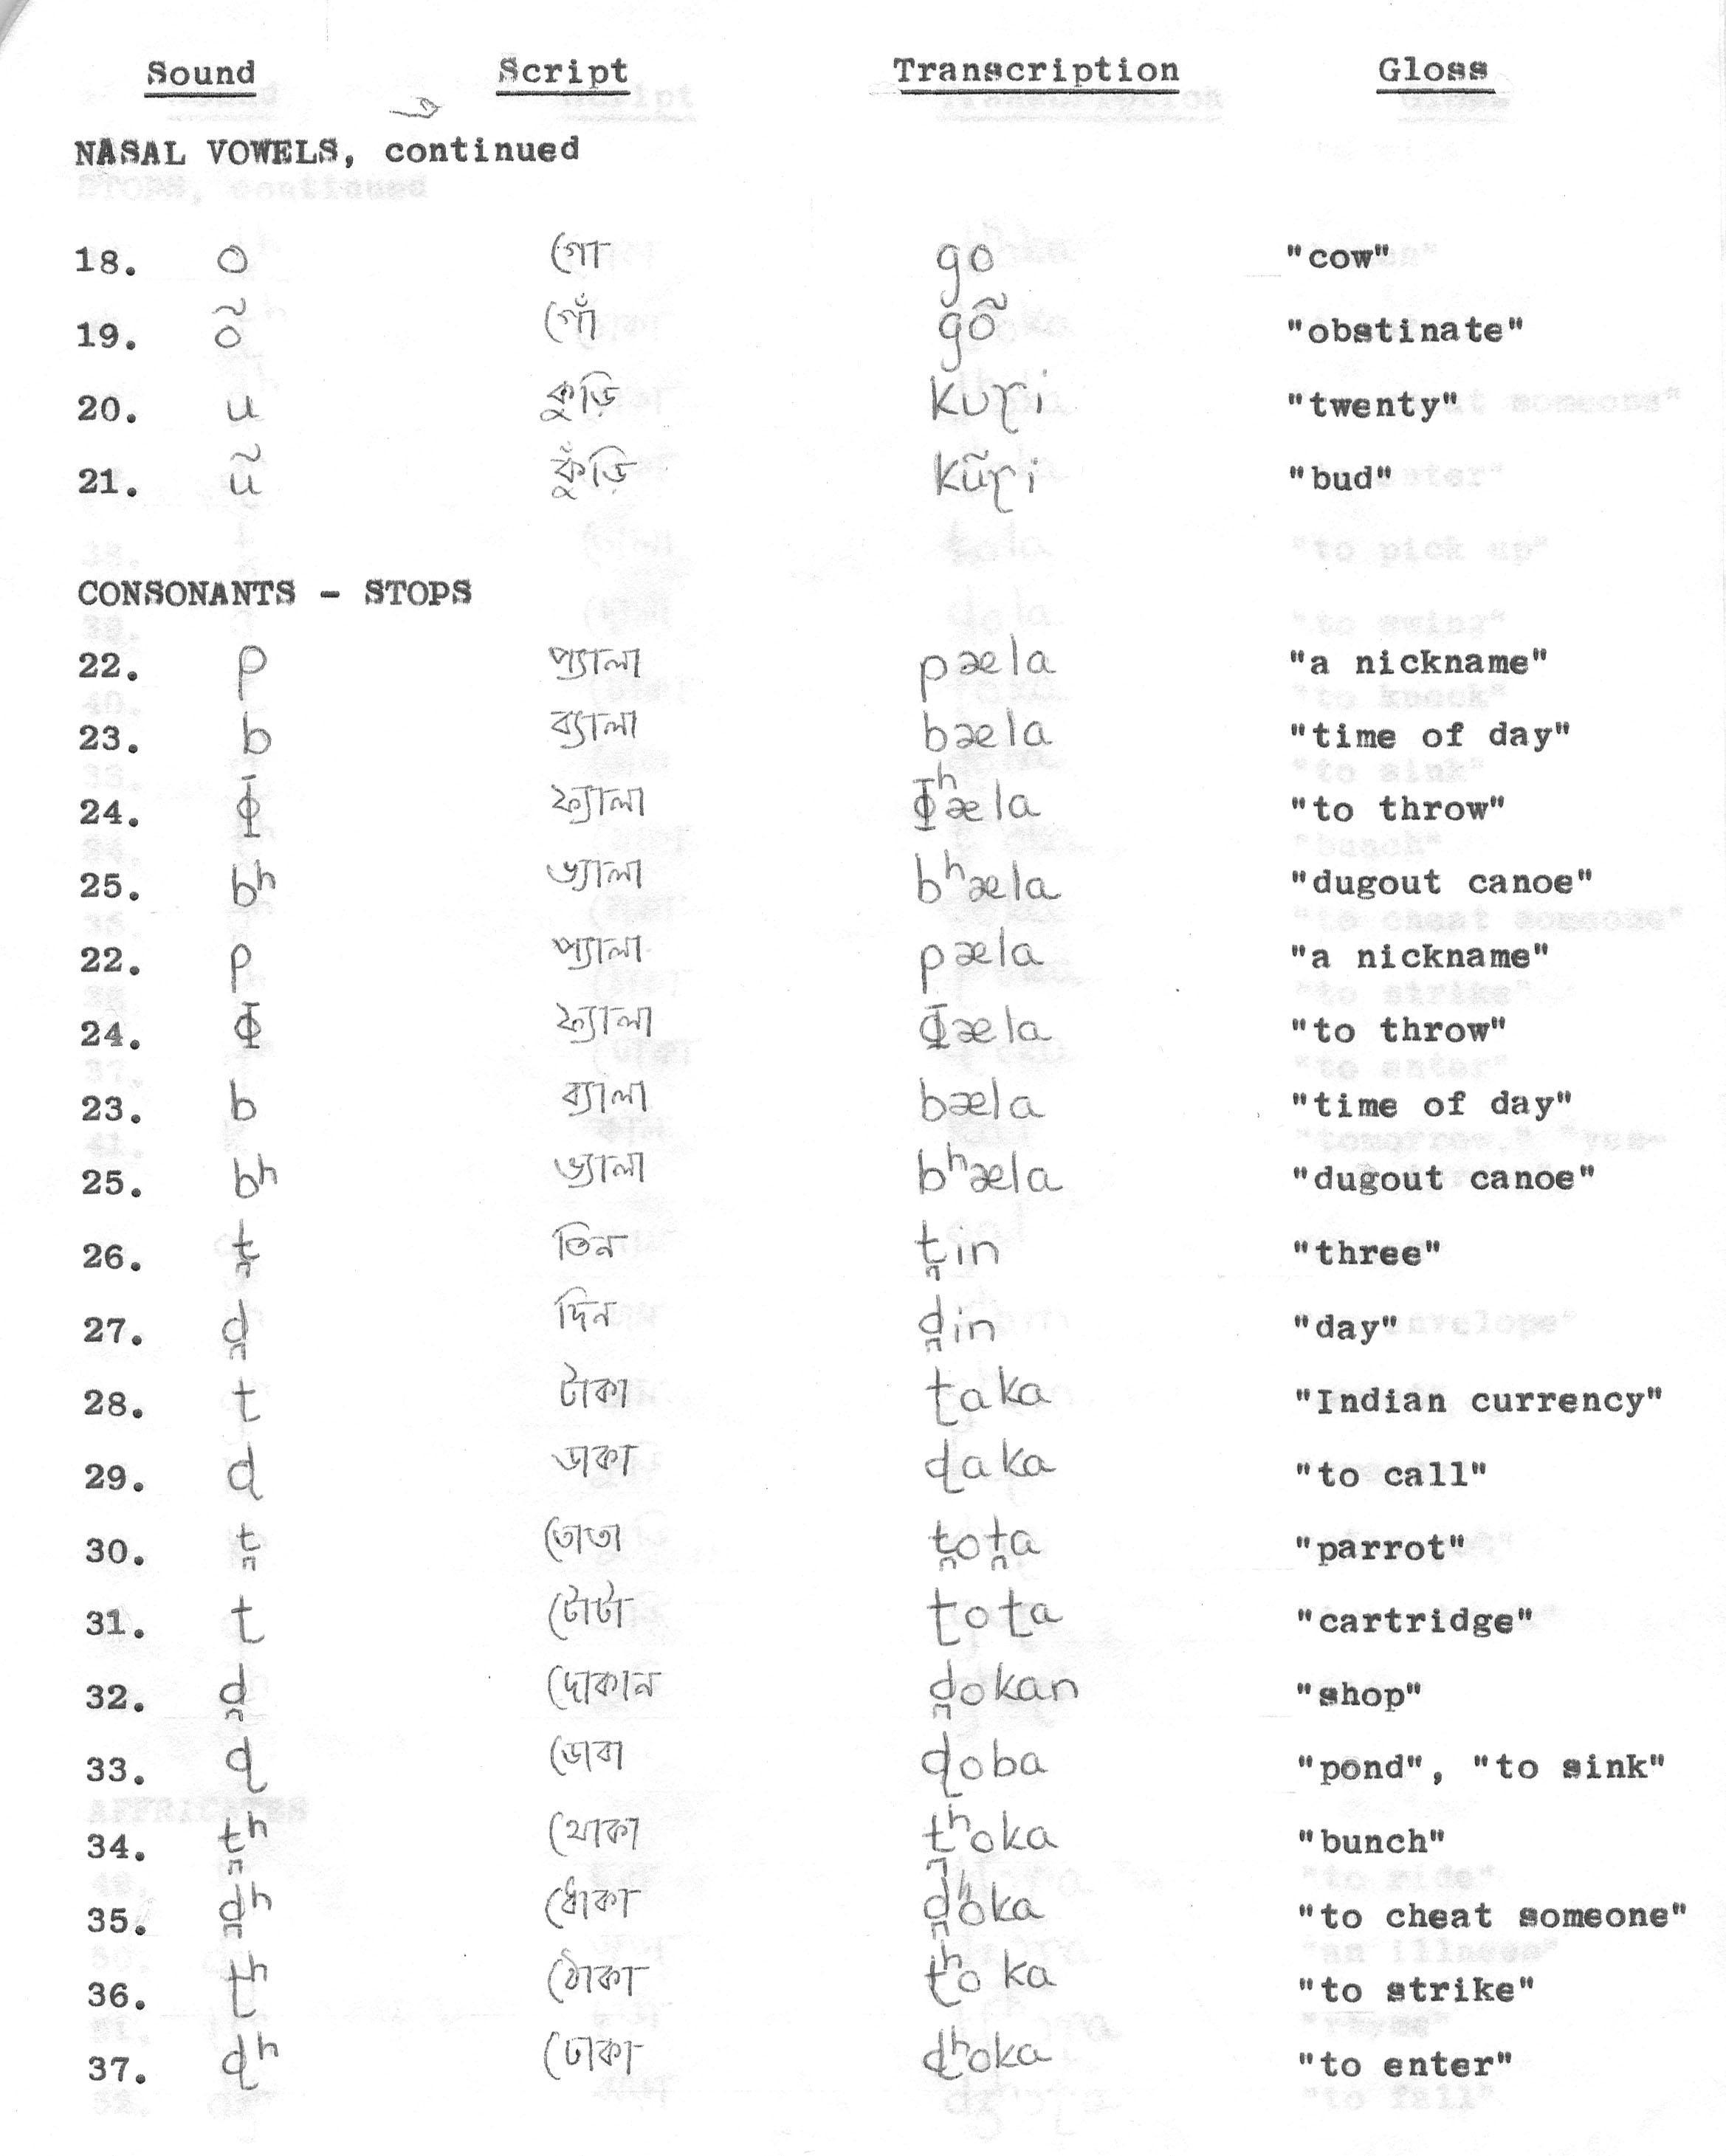 Sound Script Transcription Gloss
NASAL VOWELS, continued
18. o গো go "cow"
19. õ গোঁ gõ "obstinate"
20. u কুড়ি kuɽi "twenty"
21. ũ কুঁড়ি kũɽi "bud"
CONSONANTS - STOPS
22. p প্যালা pæla "a nickname"
23. b ব্যালা bæla "time of day"
24. Φ ফ্যালা Φʰæla "to throw"
25. bʰ ভ্যালা bʰæla "dugout canoe"
22. p প্যালা pæla "a nickname"
24. Φ ফ্যালা Φæla "to throw"
23. b ব্যালা bæla "time of day"
25. bʰ ভ্যালা bʰæla "dugout canoe"
26. t̪ তিন t̪in "three"
27. d̪ দিন d̪in "day"
28. ʈ টাকা ʈaka "Indian currency"
29. ɖ ডাকা ɖaka "to call"
30. t̪ তোতা t̪ot̪a "parrot"
31. ʈ টোটা ʈoʈa "cartridge"
32. d̪ দোকান d̪okan "shop"
33. ɖ ডোবা ɖoba "pond", "to sink"
34. t̪ʰ থোকা t̪ʰoka "bunch"
35. d̪ʰ ধোঁকা d̪ʰoka "to cheat someone"
36. ʈʰ ঠোকা ʈʰoka "to strike"
37. ɖʰ ঢোকা ɖʰoka "to enter"